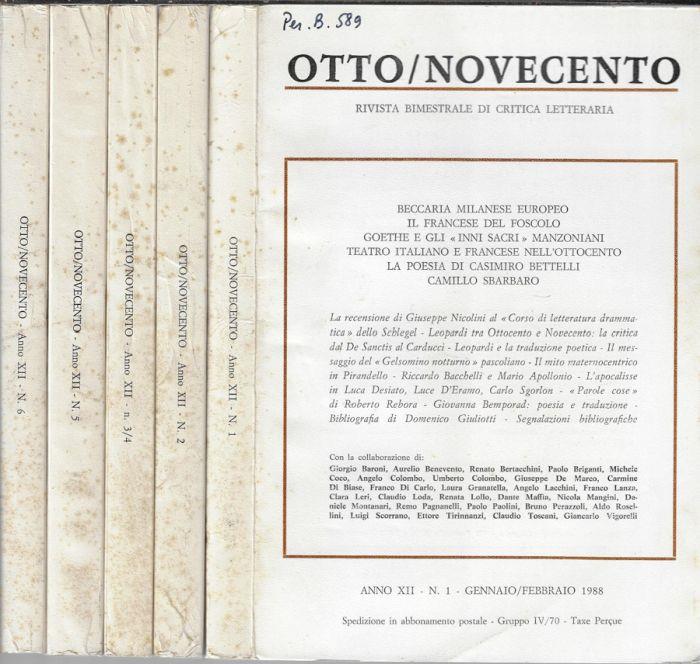 OTTO/NOVECENTO - Anno XII - N. 6
OTTO/NOVECENTO - Anno XII - N. 5
OTTO/NOVECENTO - Anno XII - n. 3/4
OTTO/NOVECENTO - Anno XII - N. 2
OTTO/NOVECENTO - Anno XII - N. 1
Per. B. 589
OTTO/NOVECENTO
RIVISTA BIMESTRALE DI CRITICA LETTERARIA
BECCARIA MILANESE EUROPEO
IL FRANCESE DEL FOSCOLO
GOETHE E GLI « INNI SACRI » MANZONIANI
TEATRO ITALIANO E FRANCESE NELL'OTTOCENTO
LA POESIA DI CASIMIRO BETTELLI
CAMILLO SBARBARO
La recensione di Giuseppe Nicolini al « Corso di letteratura dramma-
tica » dello Schlegel - Leopardi tra Ottocento e Novecento: la critica
dal De Sanctis al Carducci - Leopardi e la traduzione poetica - Il mes-
saggio del « Gelsomino notturno » pascoliano - Il mito maternocentrico
in Pirandello - Riccardo Bacchelli e Mario Apollonio - L'apocalisse
in Luca Desiato, Luce D'Eramo, Carlo Sgorlon - « Parole cose »
di Roberto Rebora - Giovanna Bemporad: poesia e traduzione -
Bibliografia di Domenico Giuliotti - Segnalazioni bibliografiche
Con la collaborazione di:
Giorgio Baroni, Aurelio Benevento, Renato Bertacchini, Paolo Briganti, Michele
Coco, Angelo Colombo, Umberto Colombo, Giuseppe De Marco, Carmine
Di Biase, Franco Di Carlo, Laura Granatella, Angelo Lacchini, Franco Lanza,
Clara Leri, Claudio Loda, Renata Lollo, Dante Maffia, Nicola Mangini, Da-
niele Montanari, Remo Pagnanelli, Paolo Paolini, Bruno Perazzoli, Aldo Rosel-
lini, Luigi Scorrano, Ettore Tirinnanzi, Claudio Toscani, Giancarlo Vigorelli
ANNO XII - N. 1 - GENNAIO/FEBBRAIO 1988
Spedizione in abbonamento postale - Gruppo IV/70 - Taxe Perçue